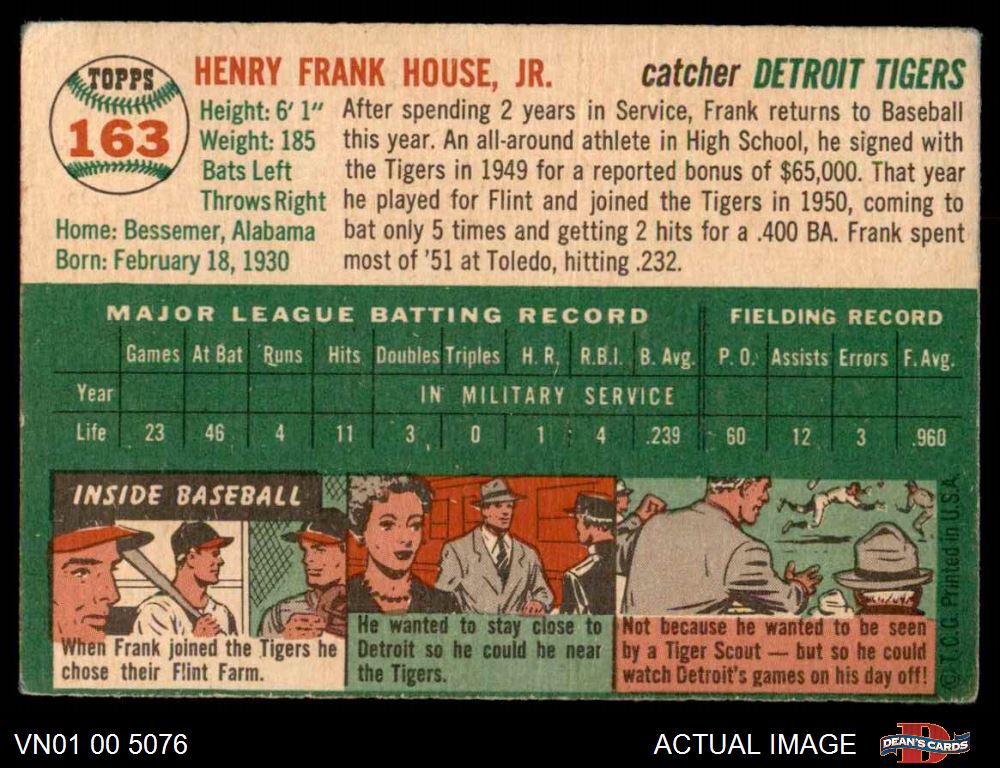 TOPPS
163
HENRY FRANK HOUSE, JR.
catcher DETROIT TIGERS
Height: 6' 1"
Weight: 185
Bats Left
Throws Right
Home: Bessemer, Alabama
Born: February 18, 1930
After spending 2 years in Service, Frank returns to Baseball
this year. An all-around athlete in High School, he signed with
the Tigers in 1949 for a reported bonus of $65,000. That year
he played for Flint and joined the Tigers in 1950, coming to
bat only 5 times and getting 2 hits for a .400 BA. Frank spent
most of '51 at Toledo, hitting .232.
MAJOR LEAGUE BATTING RECORD FIELDING RECORD
Games At Bat Runs Hits Doubles Triples H. R. R.B.I. B. Avg. P. O. Assists Errors F. Avg.
Year IN MILITARY SERVICE
Life 23 46 4 11 3 0 1 4 .239 60 12 3 .960
INSIDE BASEBALL
When Frank joined the Tigers he
chose their Flint Farm.
He wanted to stay close to
Detroit so he could he near
the Tigers.
Not because he wanted to be seen
by a Tiger Scout — but so he could
watch Detroit's games on his day off!
© T.C.G. Printed in U.S.A.
VN01 00 5076
ACTUAL IMAGE
D
DEAN'S CARDS